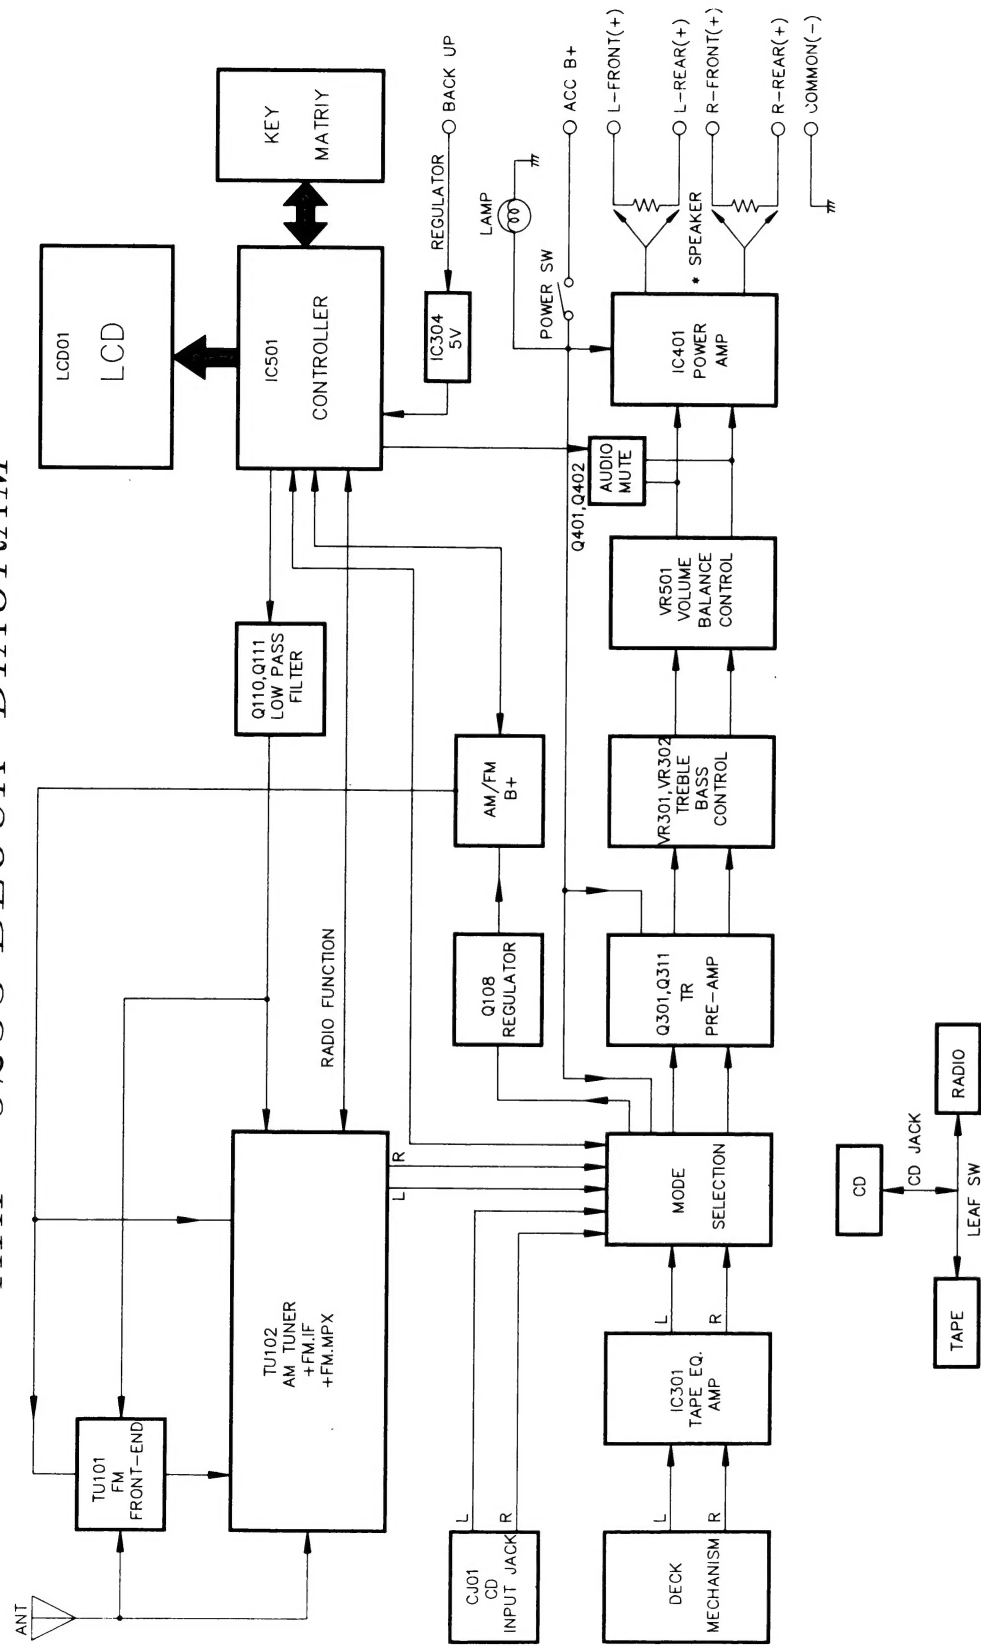 ANT
TU101
FM
FRONT-END
TU102
AM TUNER
+FM.IF
+FM.MPX
CJ01
CD
INPUT JACK
L
R
DECK
MECHANISM
L
R
IC301
TAPE EQ.
AMP
L
R
L
R
MODE
SELECTION
RADIO FUNCTION
Q108
REGULATOR
AM/FM
B+
Q301,Q311
TR
PRE-AMP
VR301,VR302
TREBLE
BASS
CONTROL
VR501
VOLUME
BALANCE
CONTROL
Q110,Q111
LOW PASS
FILTER
LCD01
LCD
IC501
CONTROLLER
KEY
MATRIY
IC304
5V
REGULATOR
BACK UP
LAMP
POWER SW
ACC B+
Q401,Q402
AUDIO
MUTE
IC401
POWER
AMP
* SPEAKER
L-FRONT(+)
L-REAR(+)
R-FRONT(+)
R-REAR(+)
COMMON(-)
TAPE
CD
RADIO
CD JACK
LEAF SW